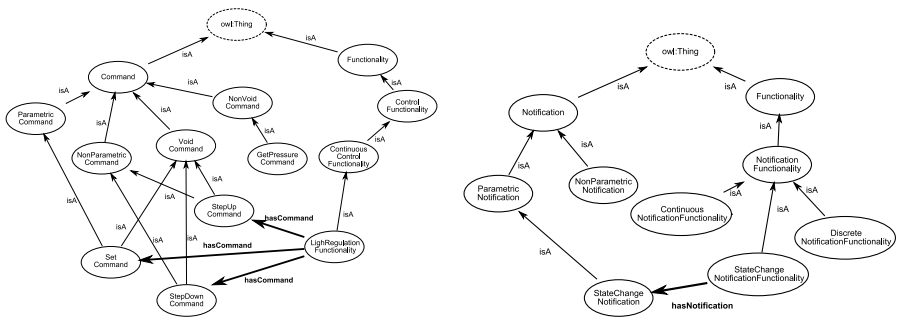 owl:Thing
isA
isA
Functionality
Command
isA
isA
isA
isA
isA
NonVoid
Command
Control
Functionality
Parametric
Command
isA
isA
Void
Command
NonParametric
Command
GetPressure
Command
Continuous
Control
Functionality
isA
isA
isA
StepUp
Command
isA
hasCommand
isA
LighRegulation
Functionality
isA
isA
hasCommand
Set
Command
hasCommand
StepDown
Command
owl:Thing
isA
isA
Notification
Functionality
isA
isA
isA
Notification
Functionality
Parametric
Notification
NonParametric
Notification
isA
isA
Continuous
NotificationFunctionality
isA
Discrete
NotificationFunctionality
isA
StateChange
NotificationFunctionality
StateChange
Notification
hasNotification